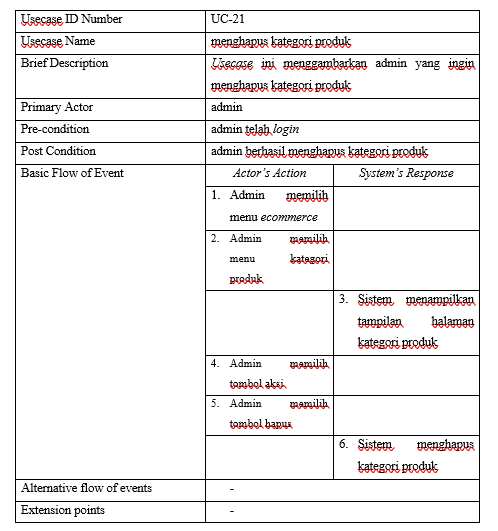 Usecase ID Number UC-21
Usecase Name menghapus kategori produk
Brief Description Usecase ini menggambarkan admin yang ingin
menghapus kategori produk
Primary Actor admin
Pre-condition admin telah login
Post Condition admin berhasil menghapus kategori produk
Basic Flow of Event Actor's Action System's Response
1. Admin memilih
menu ecommerce
2. Admin memilih
menu kategori
produk
3. Sistem menampilkan
tampilan halaman
kategori produk
4. Admin memilih
tombol aksi
5. Admin memilih
tombol hapus
6. Sistem menghapus
kategori produk
Alternative flow of events -
Extension points -